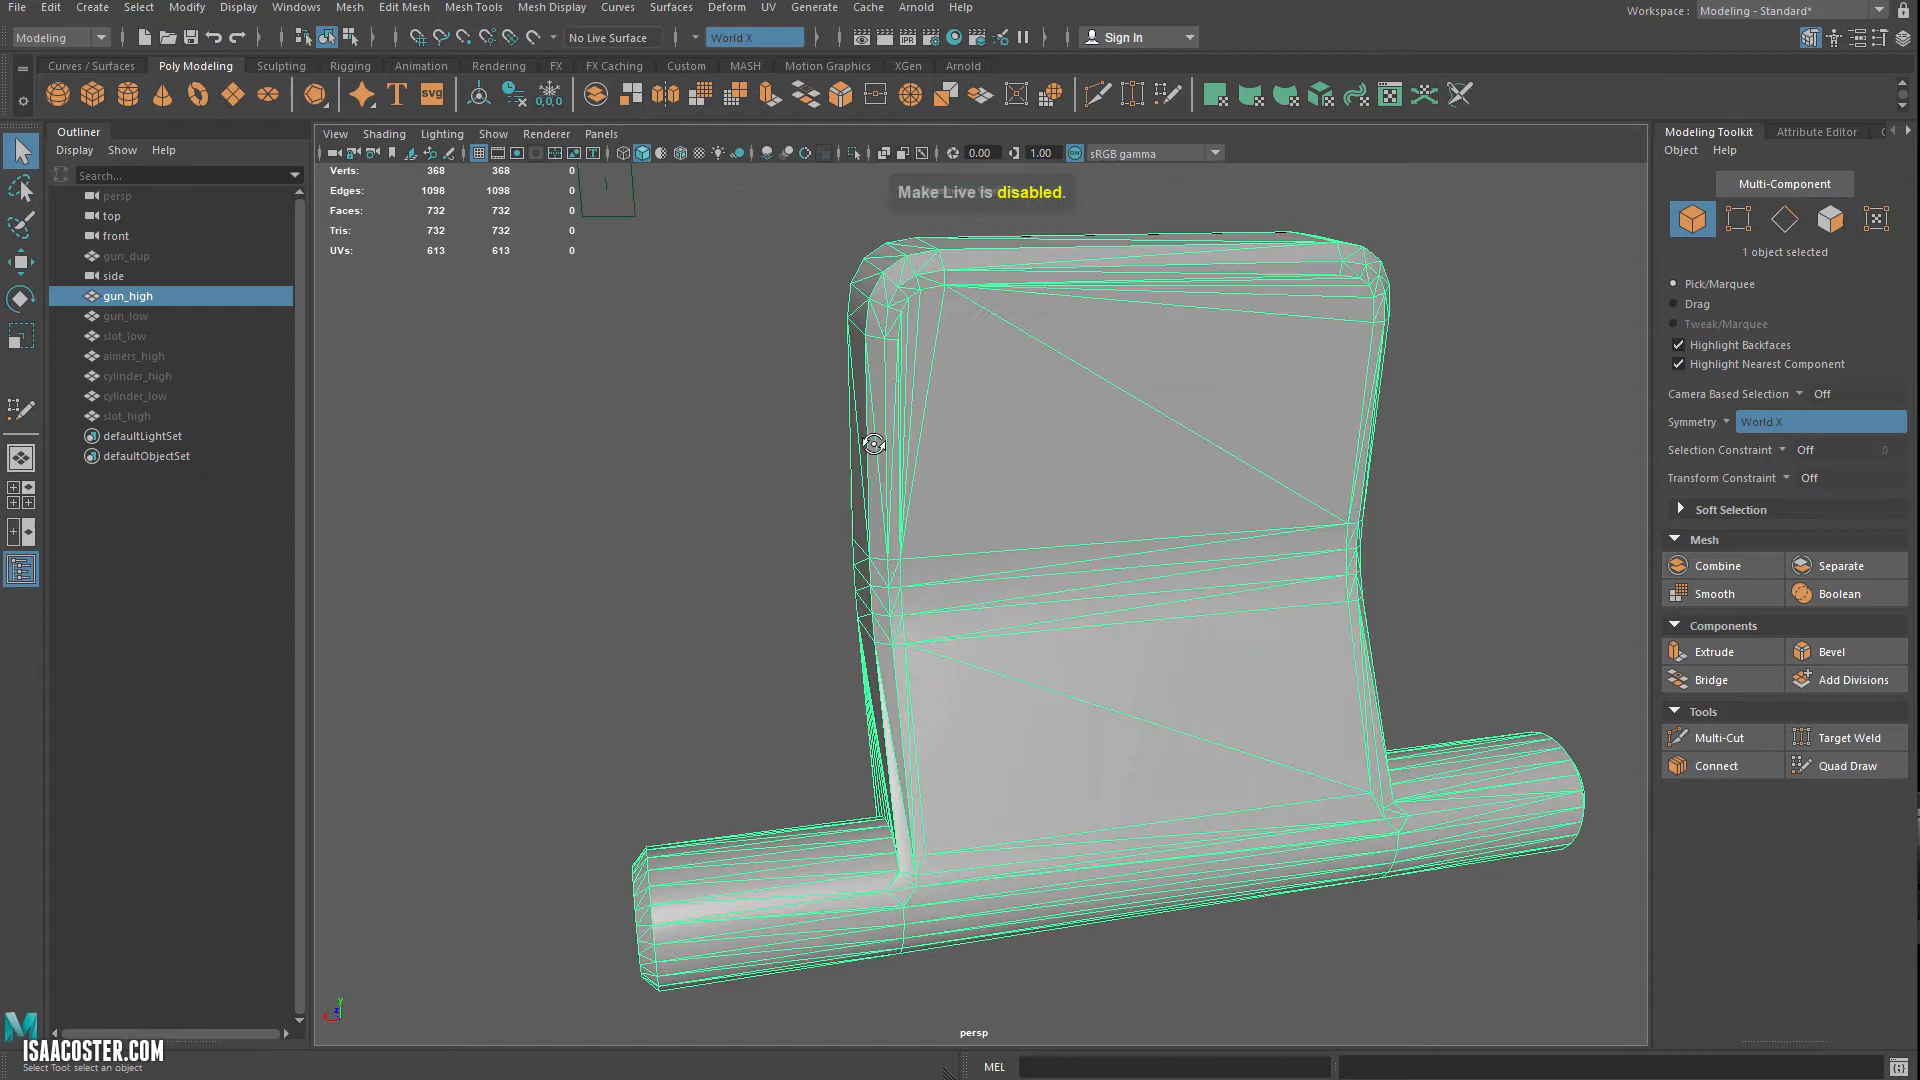 File Edit Create Select Modify Display Windows Mesh Edit Mesh Mesh Tools Mesh Display Curves Surfaces Deform UV Generate Cache Arnold Help
Workspace : Modeling - Standard*
Modeling No Live Surface World X Sign In
Curves / Surfaces Poly Modeling Sculpting Rigging Animation Rendering FX FX Caching Custom MASH Motion Graphics XGen Arnold
T svg 0,0,0
Outliner
Display Show Help
Search...
persp
top
front
gun_dup
side
gun_high
gun_low
slot_low
aimers_high
cylinder_high
cylinder_low
slot_high
defaultLightSet
defaultObjectSet
View Shading Lighting Show Renderer Panels
0.00 1.00 sRGB gamma
Verts: 368 368 0
Edges: 1098 1098 0
Faces: 732 732 0
Tris: 732 732 0
UVs: 613 613 0
Make Live is disabled.
persp
Modeling Toolkit Attribute Editor
Object Help
Multi-Component
1 object selected
Pick/Marquee
Drag
Tweak/Marquee
Highlight Backfaces
Highlight Nearest Component
Camera Based Selection Off
Symmetry World X
Selection Constraint Off 0
Transform Constraint Off
Soft Selection
Mesh
Combine Separate
Smooth Boolean
Components
Extrude Bevel
Bridge Add Divisions
Tools
Multi-Cut Target Weld
Connect Quad Draw
ISAACOSTER.COM
Select Tool: select an object
MEL